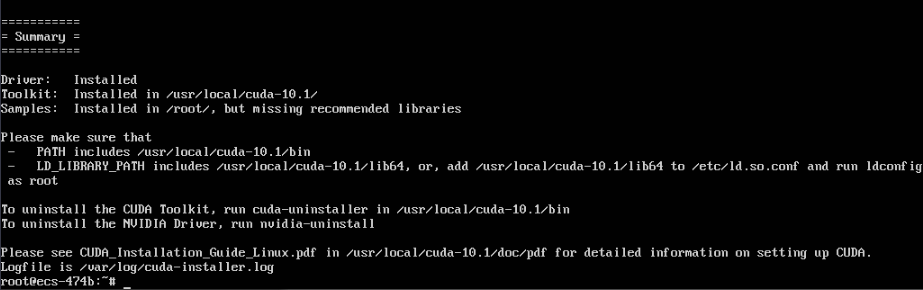 ===========
= Summary =
===========
Driver:   Installed
Toolkit:  Installed in /usr/local/cuda-10.1/
Samples:  Installed in /root/, but missing recommended libraries
Please make sure that
 -   PATH includes /usr/local/cuda-10.1/bin
 -   LD_LIBRARY_PATH includes /usr/local/cuda-10.1/lib64, or, add /usr/local/cuda-10.1/lib64 to /etc/ld.so.conf and run ldconfig
 as root
To uninstall the CUDA Toolkit, run cuda-uninstaller in /usr/local/cuda-10.1/bin
To uninstall the NVIDIA Driver, run nvidia-uninstall
Please see CUDA_Installation_Guide_Linux.pdf in /usr/local/cuda-10.1/doc/pdf for detailed information on setting up CUDA.
Logfile is /var/log/cuda-installer.log
root@ecs-474b:~# _